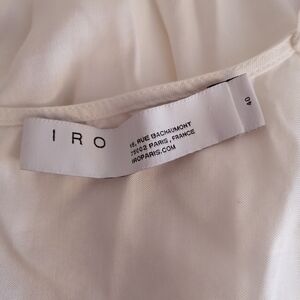 IRO
16, RUE BACHAUMONT
75002 PARIS, FRANCE
IROPARIS.COM
40